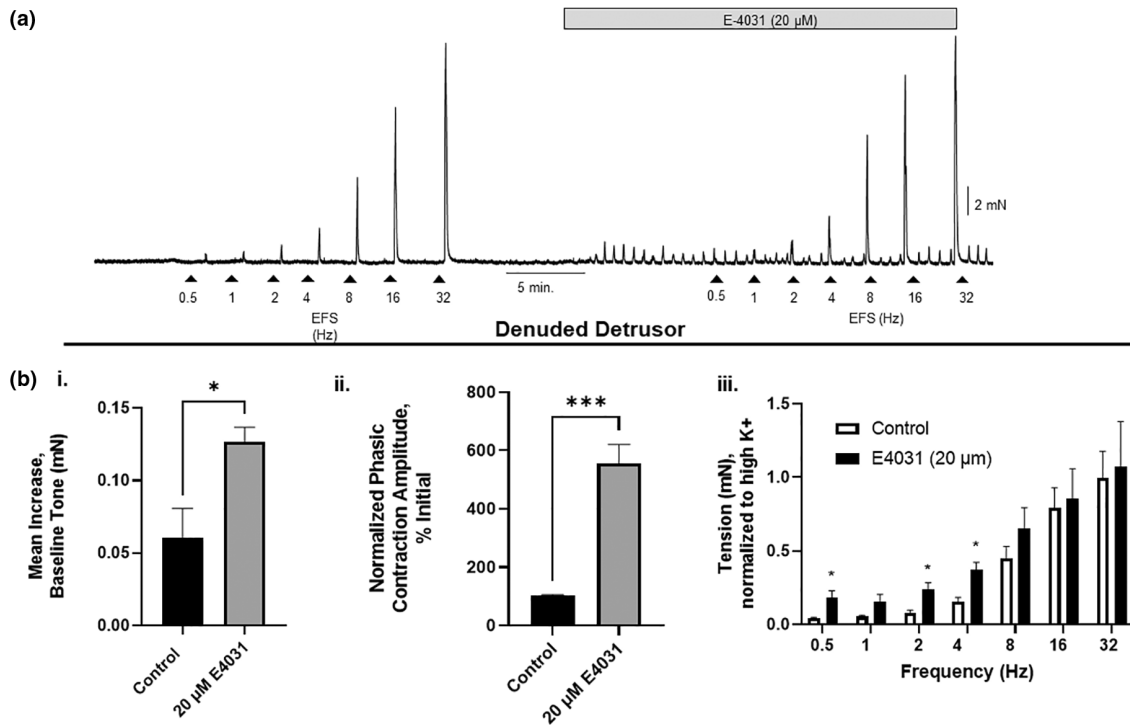 (a)
E-4031 (20 µM)
2 mN
5 min.
0.5 1 2 4 8 16 32 0.5 1 2 4 8 16 32
EFS
(Hz)
EFS (Hz)
Denuded Detrusor
(b) i.
*
Mean Increase,
Baseline Tone (mN)
0.15
0.10
0.05
0.00
Control
20 µM E4031
ii.
***
Normalized Phasic
Contraction Amplitude,
% Initial
800
600
400
200
100
0
Control
20 µM E4031
iii.
Tension (mN),
normalized to high K+
1.5
1.0
0.5
0.0
Control
E4031 (20 µm)
* * *
0.5 1 2 4 8 16 32
Frequency (Hz)